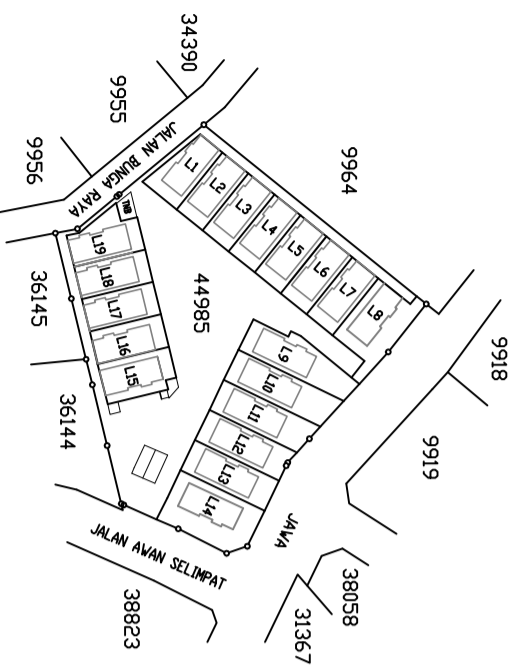 34390
9955
9956
JALAN BUNGA RAYA
9964
L1
L2
L3
L4
L5
L6
L7
L8
TNB
L19
L18
L17
L16
L15
44985
36145
36144
L9
L10
L11
L12
L13
L14
9918
9919
JAWA
JALAN AWAN SELIMPAT
38058
31367
38823